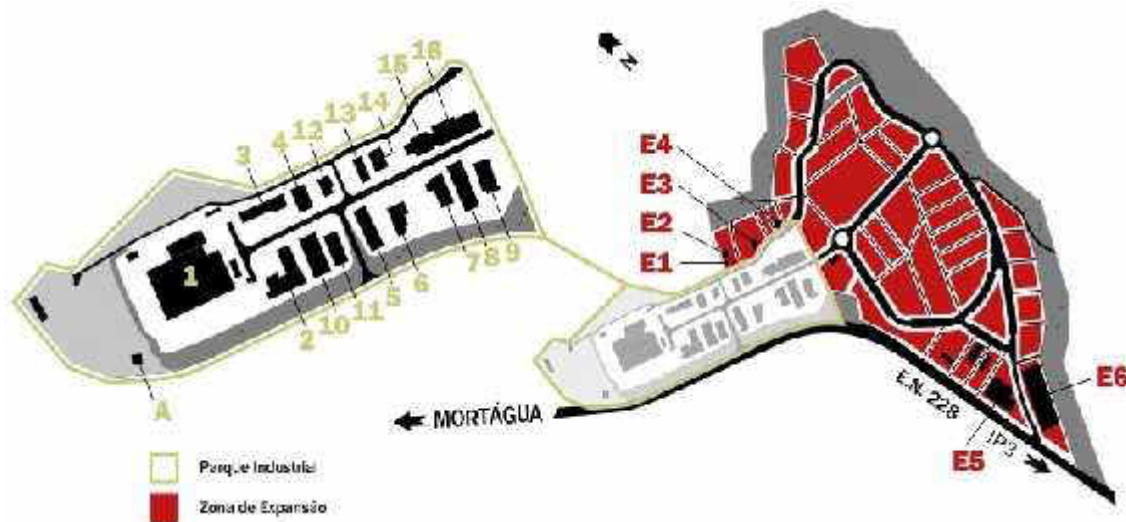 16
15
14
13
12
4
3
1
2
10
11
5
6
7
8
9
A
N
E4
E3
E2
E1
E6
E5
E.N. 228
IP3
MORTÁGUA
Parque Industrial
Zona de Expansão